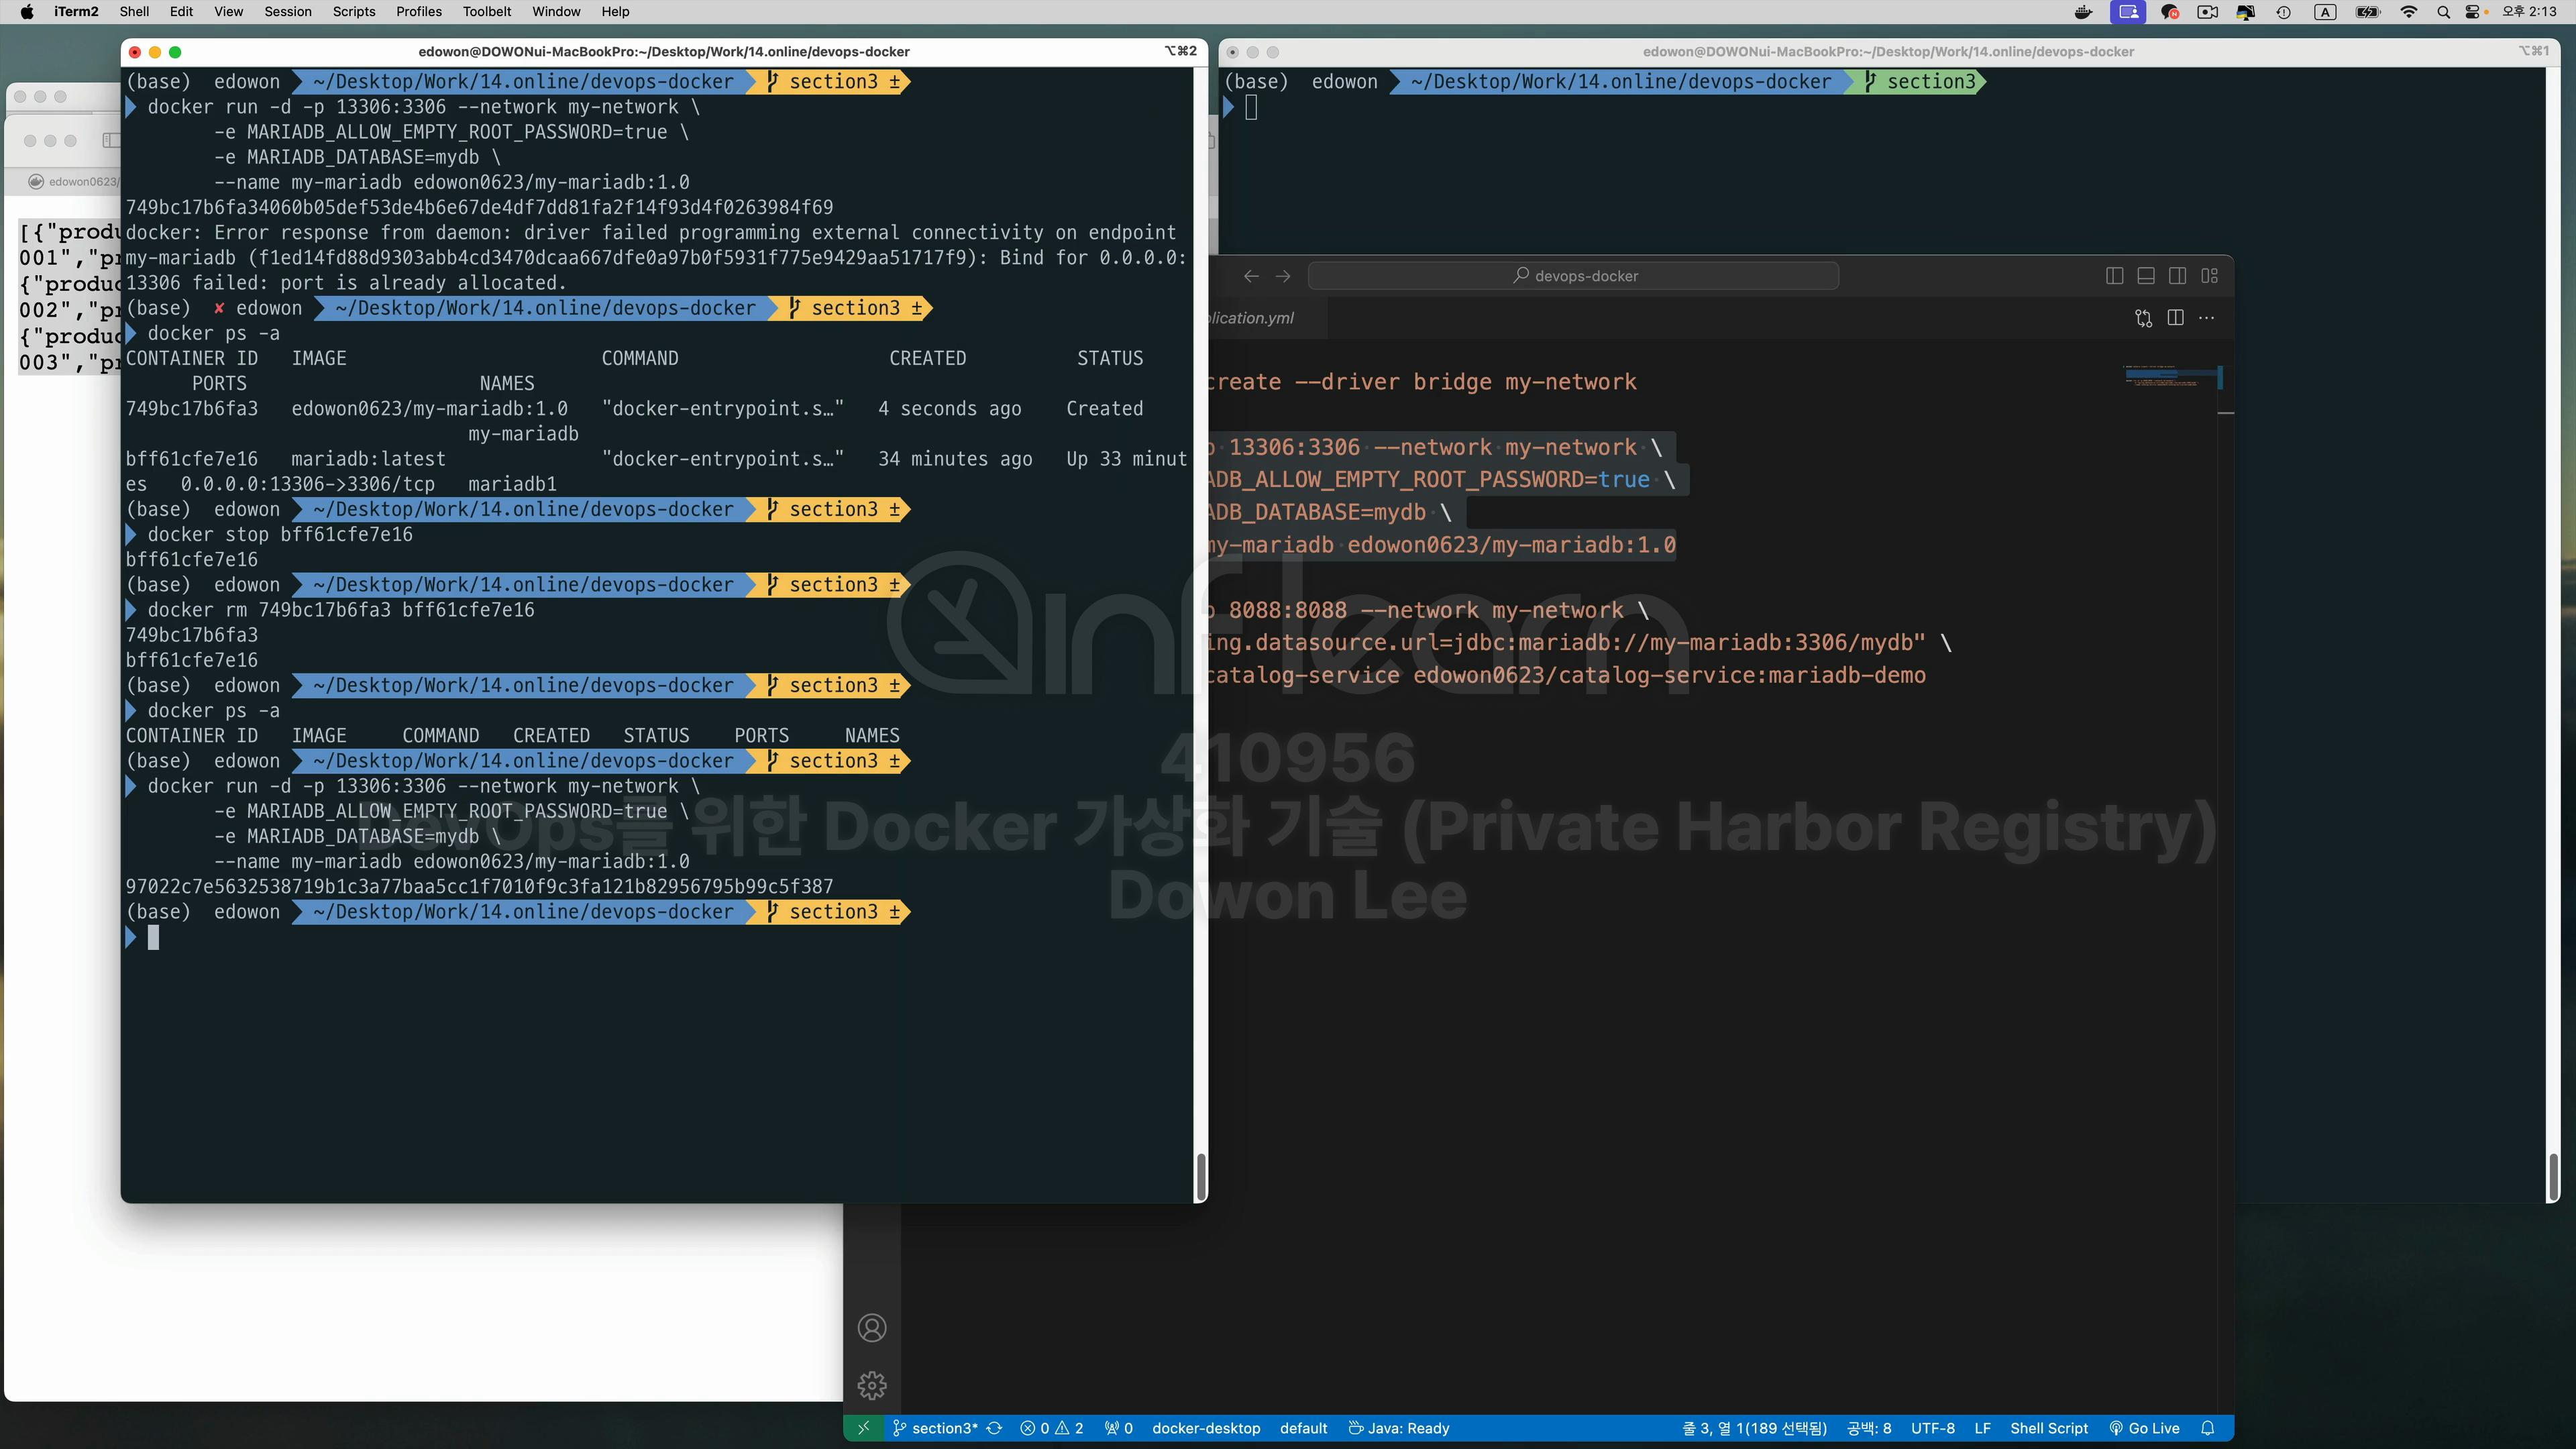 iTerm2 Shell Edit View Session Scripts Profiles Toolbelt Window Help
A 오후 2:13
edowon@DOWONui-MacBookPro:~/Desktop/Work/14.online/devops-docker ⌥⌘2
(base) edowon ~/Desktop/Work/14.online/devops-docker section3 ±
docker run -d -p 13306:3306 --network my-network \
-e MARIADB_ALLOW_EMPTY_ROOT_PASSWORD=true \
-e MARIADB_DATABASE=mydb \
--name my-mariadb edowon0623/my-mariadb:1.0
749bc17b6fa34060b05def53de4b6e67de4df7dd81fa2f14f93d4f0263984f69
docker: Error response from daemon: driver failed programming external connectivity on endpoint
my-mariadb (f1ed14fd88d9303abb4cd3470dcaa667dfe0a97b0f5931f775e9429aa51717f9): Bind for 0.0.0.0:
13306 failed: port is already allocated.
(base) ✘ edowon ~/Desktop/Work/14.online/devops-docker section3 ±
docker ps -a
CONTAINER ID IMAGE COMMAND CREATED STATUS
PORTS NAMES
749bc17b6fa3 edowon0623/my-mariadb:1.0 "docker-entrypoint.s…" 4 seconds ago Created
my-mariadb
bff61cfe7e16 mariadb:latest "docker-entrypoint.s…" 34 minutes ago Up 33 minut
es 0.0.0.0:13306->3306/tcp mariadb1
(base) edowon ~/Desktop/Work/14.online/devops-docker section3 ±
docker stop bff61cfe7e16
bff61cfe7e16
(base) edowon ~/Desktop/Work/14.online/devops-docker section3 ±
docker rm 749bc17b6fa3 bff61cfe7e16
749bc17b6fa3
bff61cfe7e16
(base) edowon ~/Desktop/Work/14.online/devops-docker section3 ±
docker ps -a
CONTAINER ID IMAGE COMMAND CREATED STATUS PORTS NAMES
(base) edowon ~/Desktop/Work/14.online/devops-docker section3 ±
docker run -d -p 13306:3306 --network my-network \
-e MARIADB_ALLOW_EMPTY_ROOT_PASSWORD=true \
-e MARIADB_DATABASE=mydb \
--name my-mariadb edowon0623/my-mariadb:1.0
97022c7e5632538719b1c3a77baa5cc1f7010f9c3fa121b82956795b99c5f387
(base) edowon ~/Desktop/Work/14.online/devops-docker section3 ±
edowon@DOWONui-MacBookPro:~/Desktop/Work/14.online/devops-docker ⌥⌘1
(base) edowon ~/Desktop/Work/14.online/devops-docker section3
edowon0623/
[{"produ
001","pr
{"produc
002","pr
{"produc
003","pr
devops-docker
lication.yml
create --driver bridge my-network
13306:3306 --network my-network \
ADB_ALLOW_EMPTY_ROOT_PASSWORD=true \
ADB_DATABASE=mydb \
my-mariadb edowon0623/my-mariadb:1.0
8088:8088 --network my-network \
ing.datasource.url=jdbc:mariadb://my-mariadb:3306/mydb" \
catalog-service edowon0623/catalog-service:mariadb-demo
inflearn
410956
DevOps를 위한 Docker 가상화 기술 (Private Harbor Registry)
Dowon Lee
section3* 0 2 0 docker-desktop default Java: Ready
줄 3, 열 1(189 선택됨) 공백: 8 UTF-8 LF Shell Script Go Live